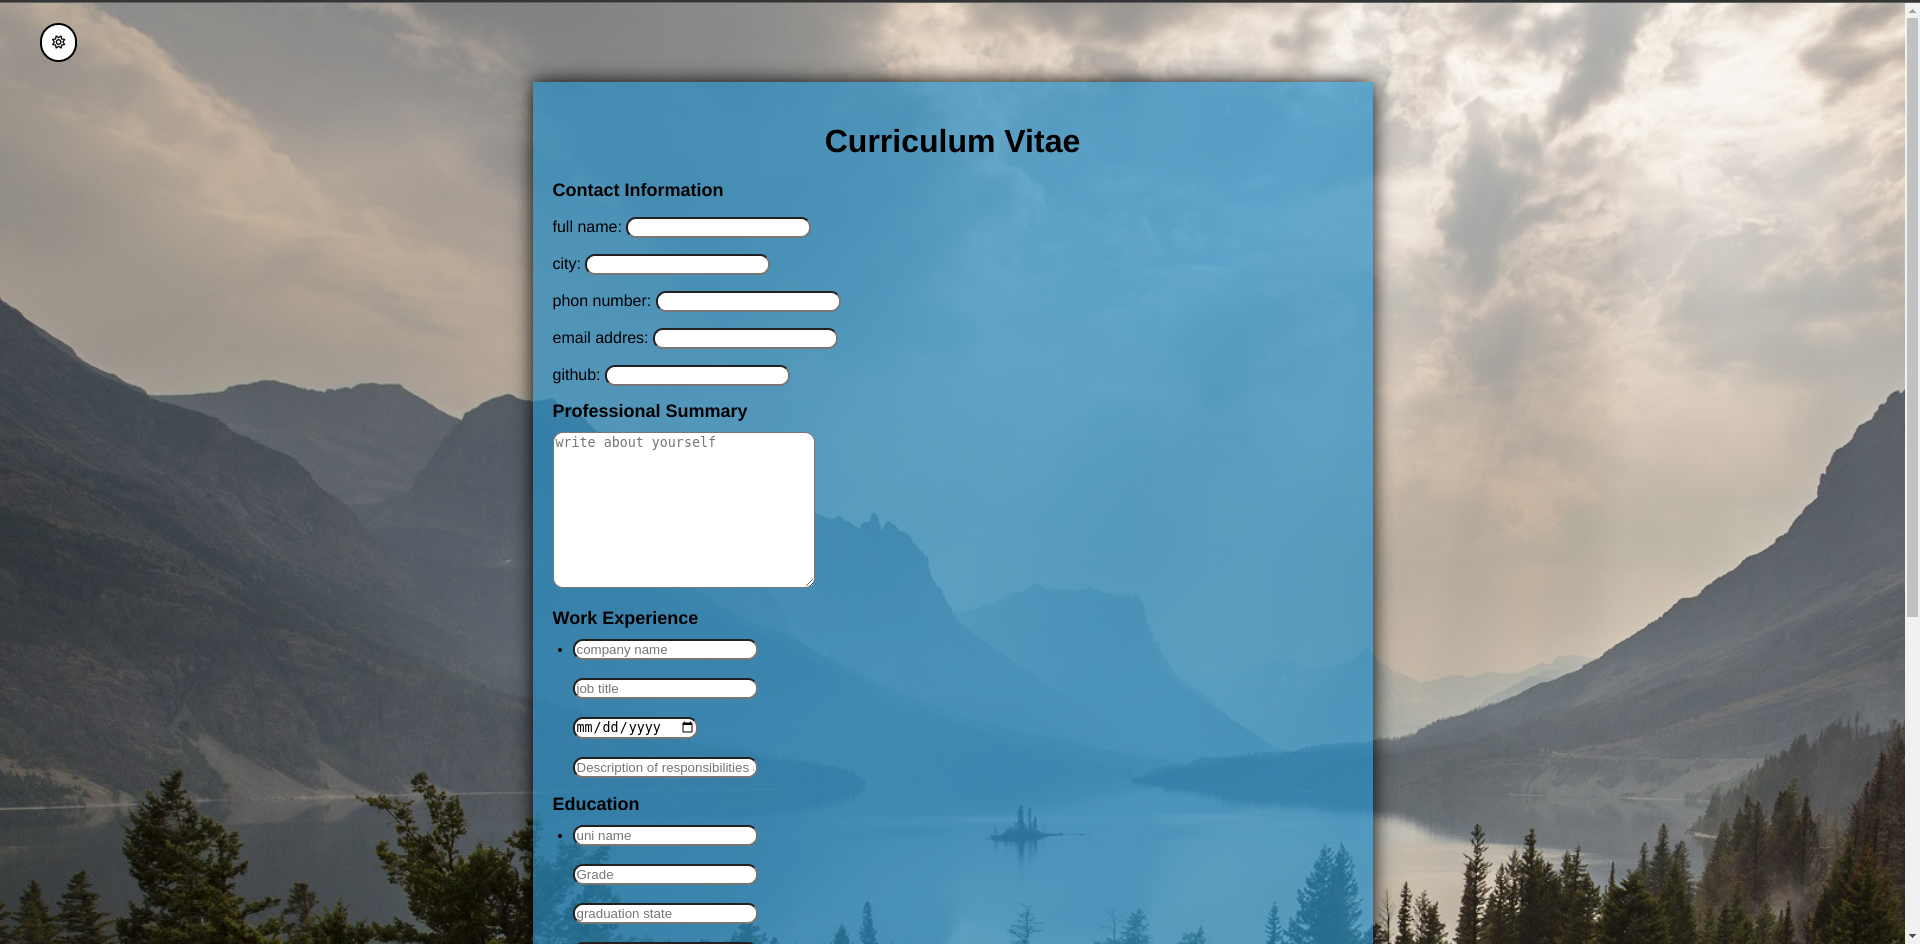 Curriculum Vitae
Contact Information
full name:
city:
phon number:
email addres:
github:
Professional Summary
write about yourself
Work Experience
company name
job title
mm/dd/yyyy
Description of responsibilities
Education
uni name
Grade
graduation state